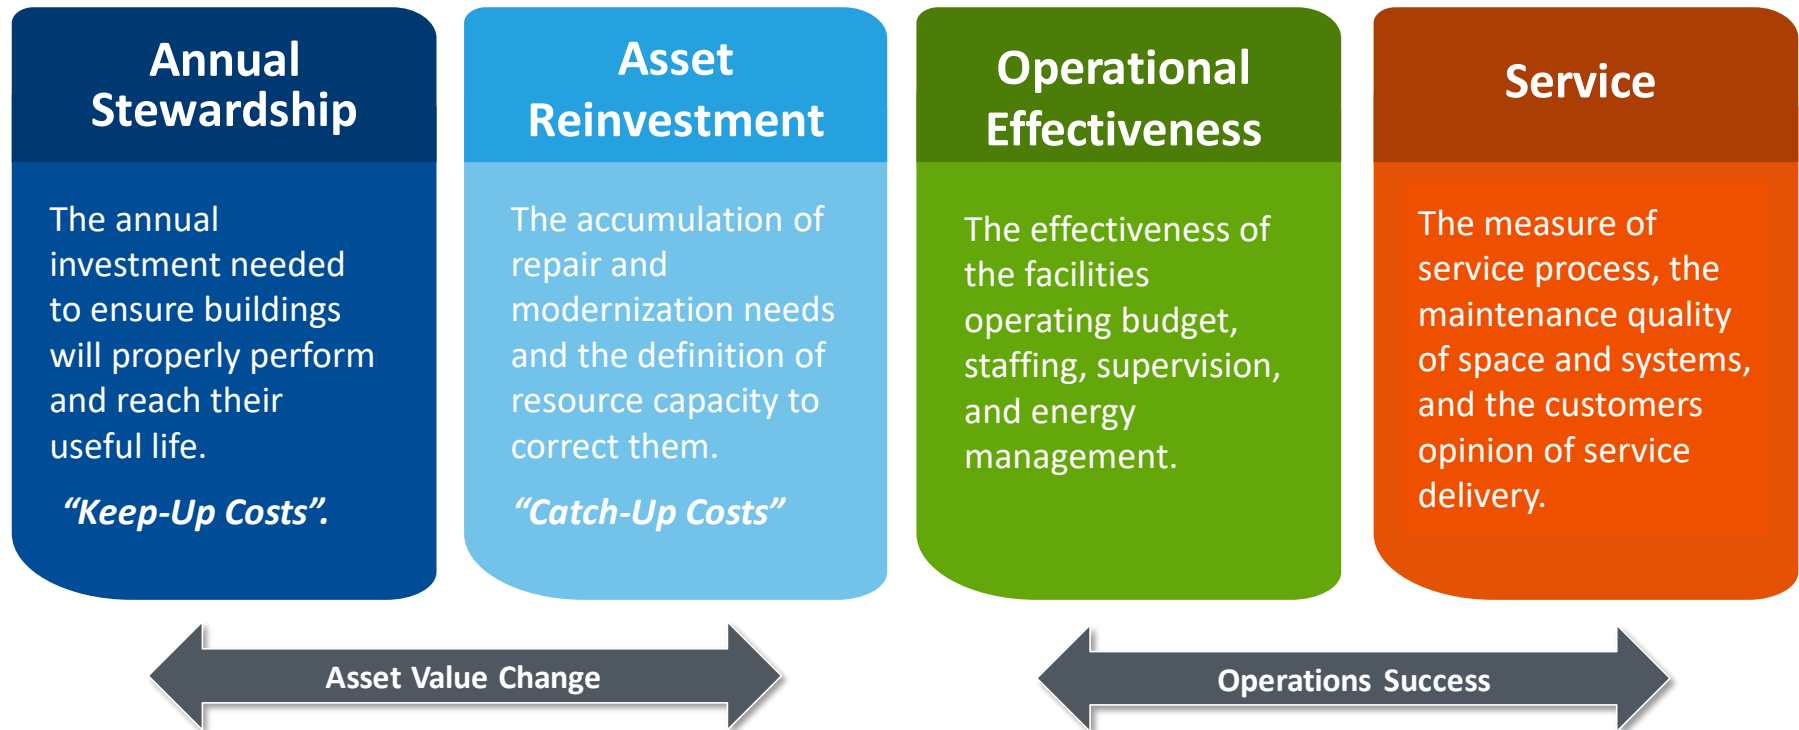 Annual
Stewardship
The annual
investment needed
to ensure buildings
will properly perform
and reach their
useful life.
“Keep-Up Costs”.
Asset
Reinvestment
The accumulation of
repair and
modernization needs
and the definition of
resource capacity to
correct them.
“Catch-Up Costs”
Operational
Effectiveness
The effectiveness of
the facilities
operating budget,
staffing, supervision,
and energy
management.
Service
The measure of
service process, the
maintenance quality
of space and systems,
and the customers
opinion of service
delivery.
Asset Value Change
Operations Success